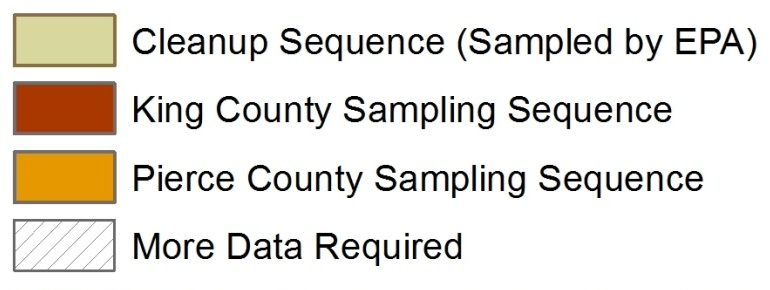 Cleanup Sequence (Sampled by EPA)
King County Sampling Sequence
Pierce County Sampling Sequence
More Data Required